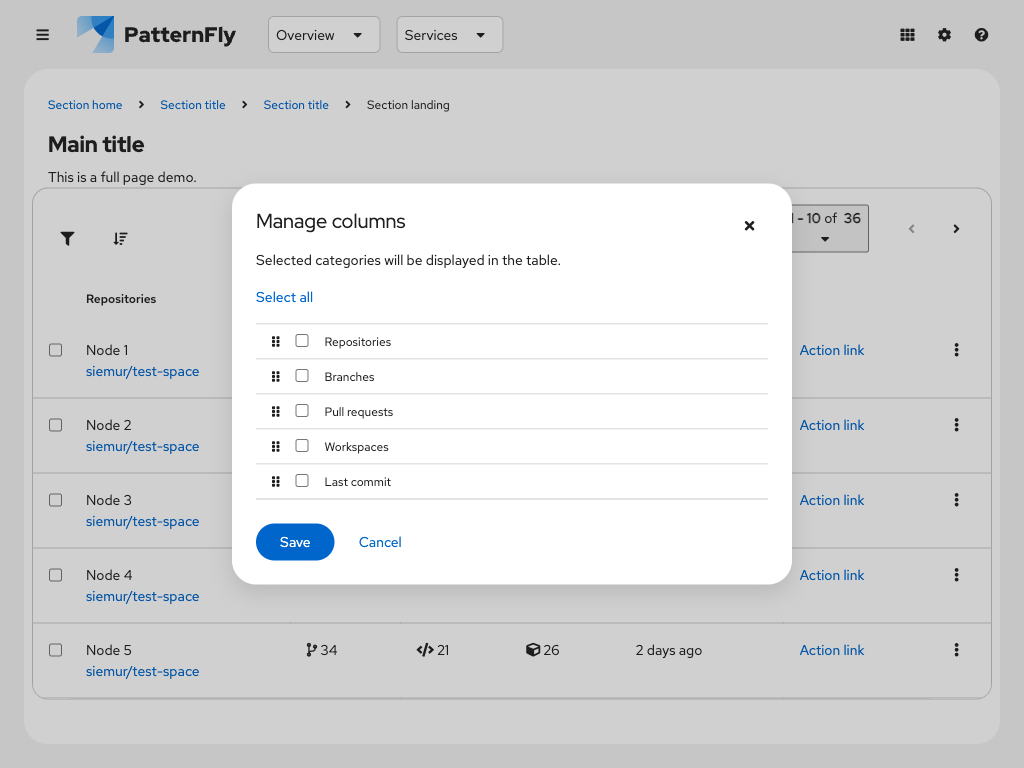 PatternFly
Overview
Services
Section home
Section title
Section title
Section landing
Main title
This is a full page demo.
- 10 of 36
Manage columns
Selected categories will be displayed in the table.
Select all
Repositories
Branches
Pull requests
Workspaces
Last commit
Save
Cancel
Repositories
Node 1
siemur/test-space
Action link
Node 2
siemur/test-space
Action link
Node 3
siemur/test-space
Action link
Node 4
siemur/test-space
Action link
Node 5
siemur/test-space
34
21
26
2 days ago
Action link